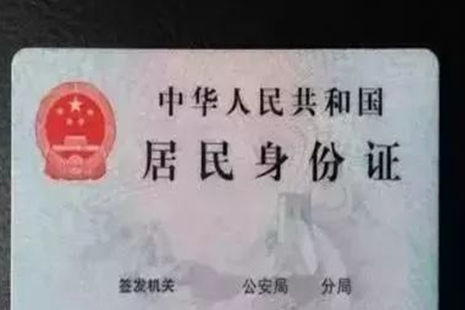 中华人民共和国
居民身份证
签发机关 公安局 分局